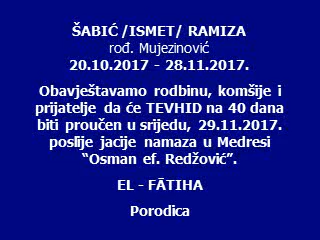 ŠABIĆ /ISMET/ RAMIZA
rođ. Mujezinović
20.10.2017 - 28.11.2017.
Obavještavamo rodbinu, komšije i
prijatelje da će TEVHID na 40 dana
biti proučen u srijedu, 29.11.2017.
poslije jacije namaza u Medresi
“Osman ef. Redžović”.
EL - FĀTIHA
Porodica